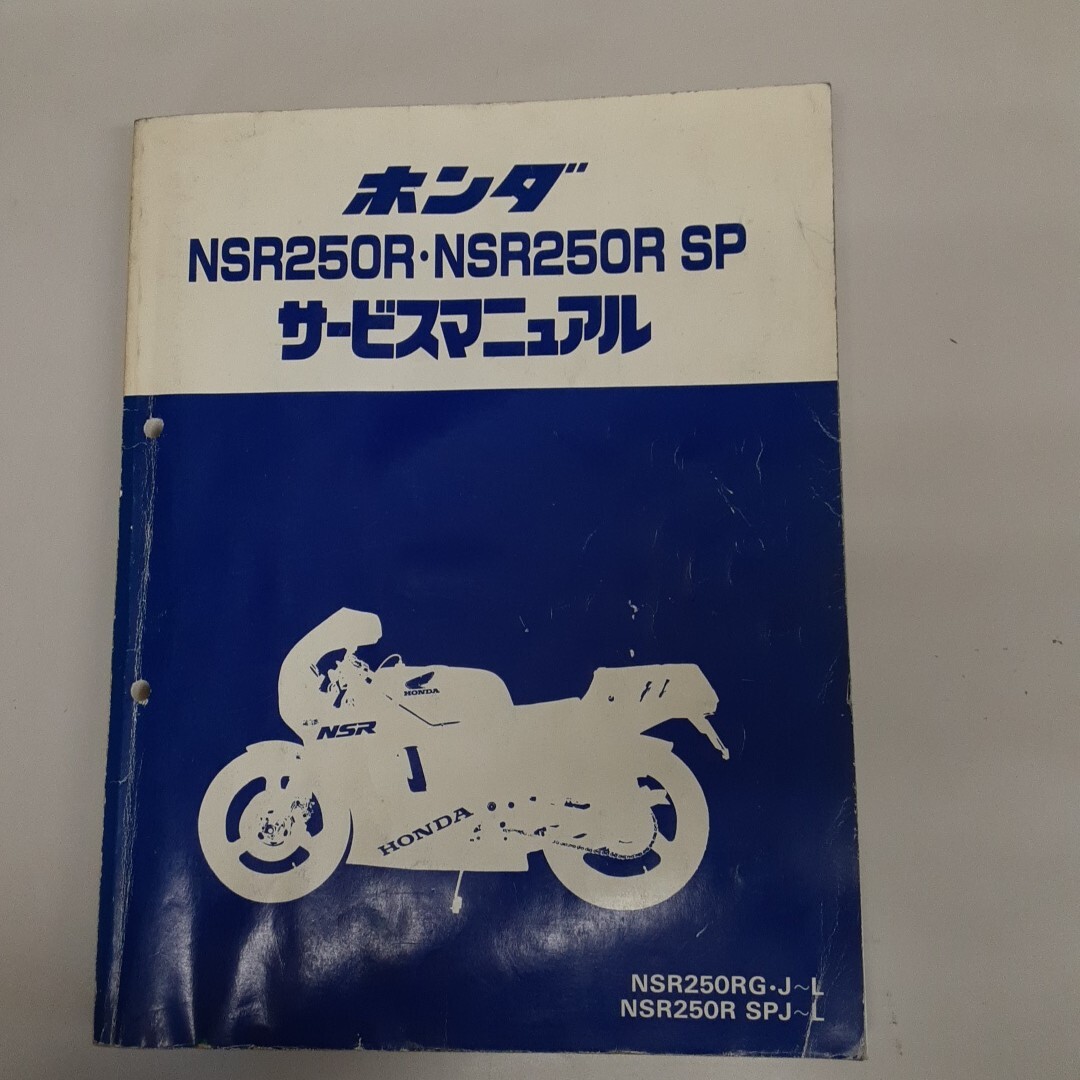 ホンダ
NSR250R・NSR250R SP
サービスマニュアル
HONDA
NSR
HONDA
NSR250RG・J～L
NSR250R SPJ～L